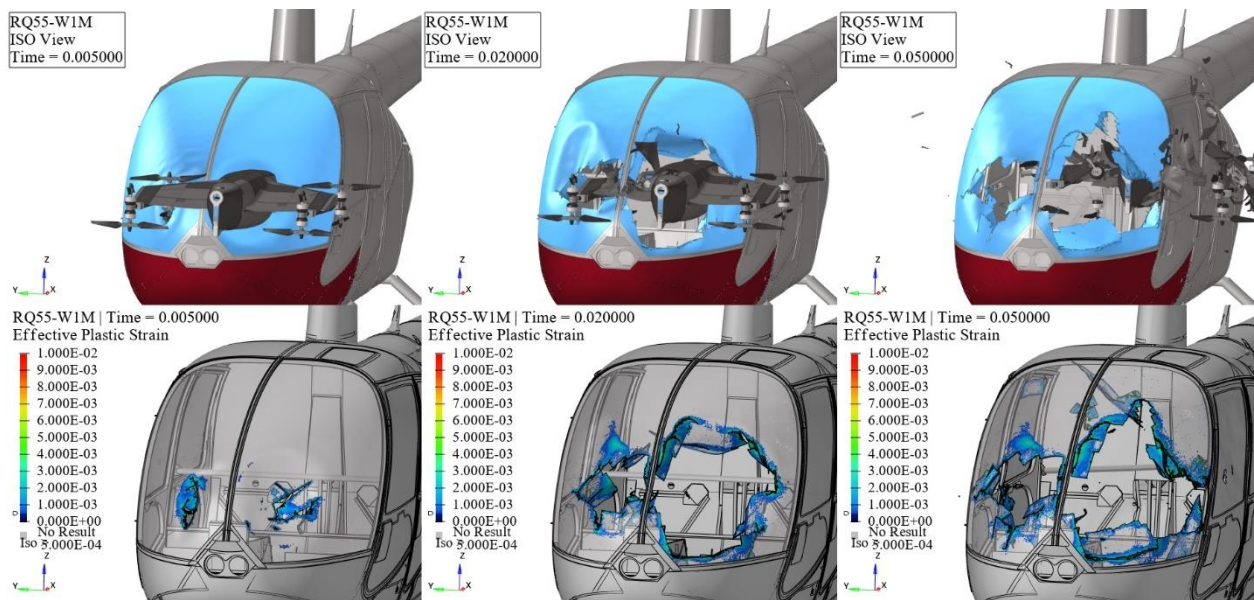 RQ55-W1M
ISO View
Time = 0.005000
RQ55-W1M
ISO View
Time = 0.020000
RQ55-W1M
ISO View
Time = 0.050000
Z
Y
X
Z
Y
X
Z
Y
X
RQ55-W1M | Time = 0.005000
Effective Plastic Strain
1.000E-02
9.000E-03
8.000E-03
7.000E-03
6.000E-03
5.000E-03
4.000E-03
3.000E-03
2.000E-03
1.000E-03
0.000E+00
No Result
Iso 5.000E-04
Z
Y
X
RQ55-W1M | Time = 0.020000
Effective Plastic Strain
1.000E-02
9.000E-03
8.000E-03
7.000E-03
6.000E-03
5.000E-03
4.000E-03
3.000E-03
2.000E-03
1.000E-03
0.000E+00
No Result
Iso 5.000E-04
Z
Y
X
RQ55-W1M | Time = 0.050000
Effective Plastic Strain
1.000E-02
9.000E-03
8.000E-03
7.000E-03
6.000E-03
5.000E-03
4.000E-03
3.000E-03
2.000E-03
1.000E-03
0.000E+00
No Result
Iso 5.000E-04
Z
Y
X